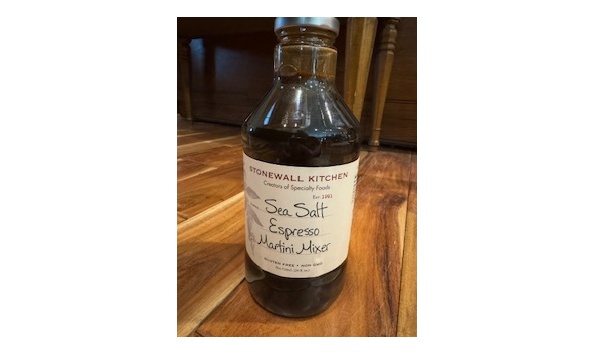 STONEWALL KITCHEN
Creators of Specialty Foods
Est. 1991
Sea Salt
Espresso
Martini Mixer
GLUTEN FREE • NON GMO